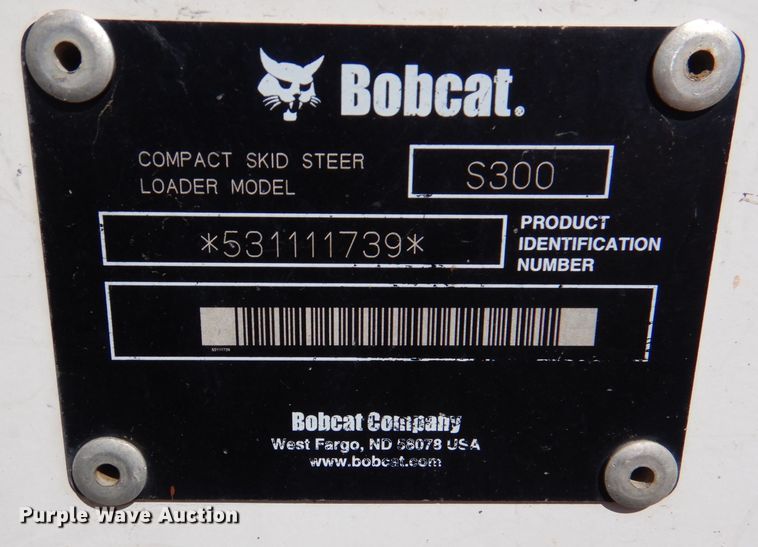 Bobcat.
COMPACT SKID STEER
LOADER MODEL
S300
*531111739*
PRODUCT
IDENTIFICATION
NUMBER
Bobcat Company
West Fargo, ND 58078 USA
www.bobcat.com
Purple Wave Auction